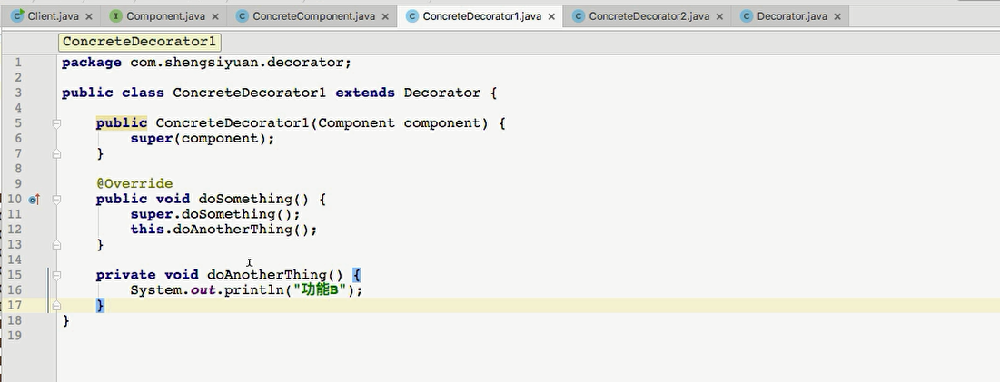 Client.java
Component.java
ConcreteComponent.java
ConcreteDecorator1.java
ConcreteDecorator2.java
Decorator.java
ConcreteDecorator1
1 package com.shengsiyuan.decorator;
2
3 public class ConcreteDecorator1 extends Decorator {
4
5     public ConcreteDecorator1(Component component) {
6         super(component);
7     }
8
9     @Override
10     public void doSomething() {
11         super.doSomething();
12         this.doAnotherThing();
13     }
14
15     private void doAnotherThing() {
16         System.out.println("功能B");
17     }
18 }
19